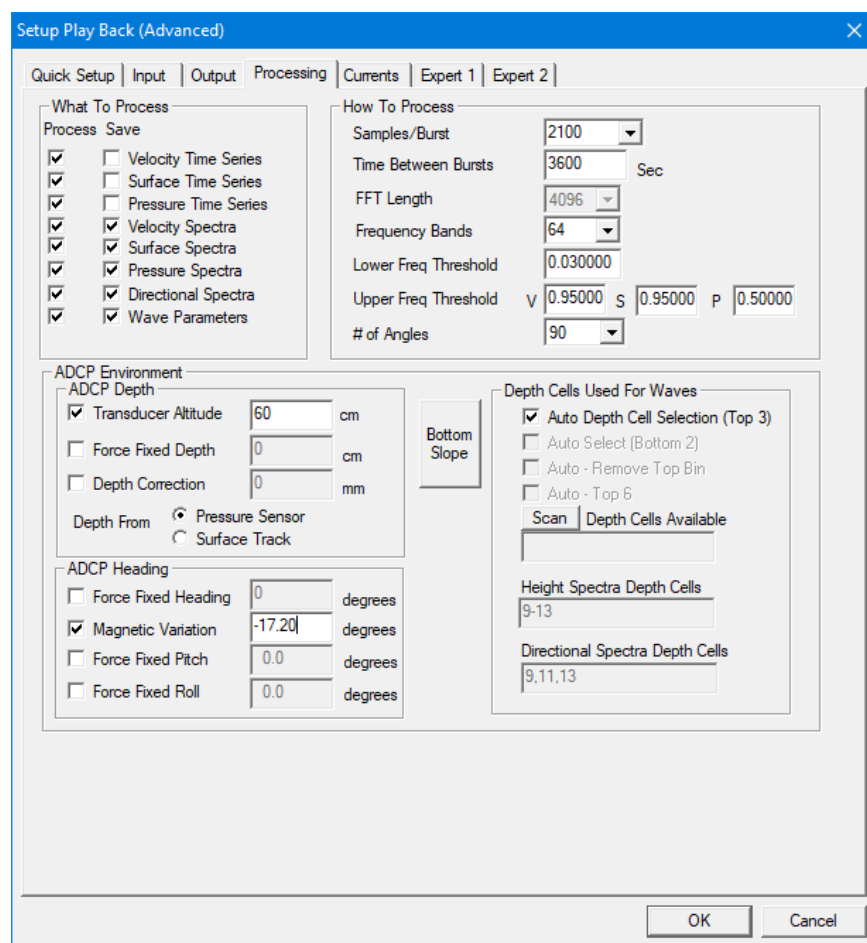 Setup Play Back (Advanced)
Quick Setup Input Output Processing Currents Expert 1 Expert 2
What To Process
Process Save
Velocity Time Series
Surface Time Series
Pressure Time Series
Velocity Spectra
Surface Spectra
Pressure Spectra
Directional Spectra
Wave Parameters
How To Process
Samples/Burst 2100
Time Between Bursts 3600 Sec
FFT Length 4096
Frequency Bands 64
Lower Freq Threshold 0.030000
Upper Freq Threshold V 0.95000 S 0.95000 P 0.50000
# of Angles 90
ADCP Environment
ADCP Depth
Transducer Altitude 60 cm
Force Fixed Depth 0 cm
Depth Correction 0 mm
Depth From Pressure Sensor
Surface Track
Bottom
Slope
ADCP Heading
Force Fixed Heading 0 degrees
Magnetic Variation -17.20 degrees
Force Fixed Pitch 0.0 degrees
Force Fixed Roll 0.0 degrees
Depth Cells Used For Waves
Auto Depth Cell Selection (Top 3)
Auto Select (Bottom 2)
Auto - Remove Top Bin
Auto - Top 6
Scan Depth Cells Available
Height Spectra Depth Cells
9-13
Directional Spectra Depth Cells
9,11,13
OK Cancel